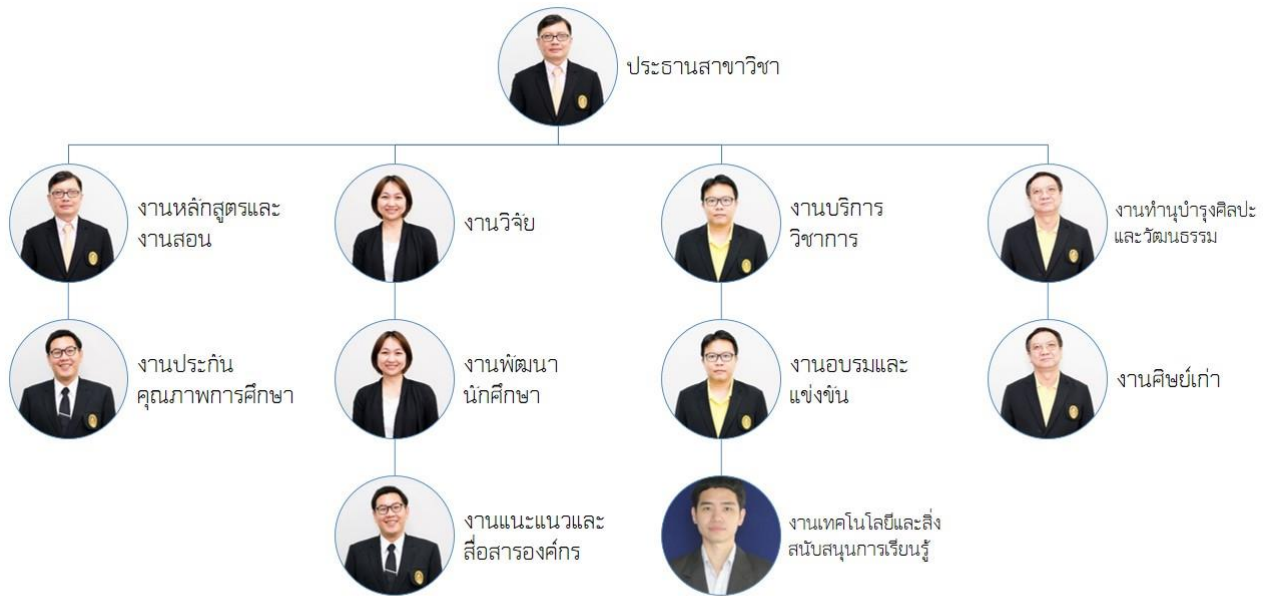 ประธานสาขาวิชา
งานหลักสูตรและ
งานสอน
งานวิจัย
งานบริการ
วิชาการ
งานทำนุบำรุงศิลปะ
และวัฒนธรรม
งานประกัน
คุณภาพการศึกษา
งานพัฒนา
นักศึกษา
งานอบรมและ
แข่งขัน
งานศิษย์เก่า
งานแนะแนวและ
สื่อสารองค์กร
งานเทคโนโลยีและสิ่ง
สนับสนุนการเรียนรู้